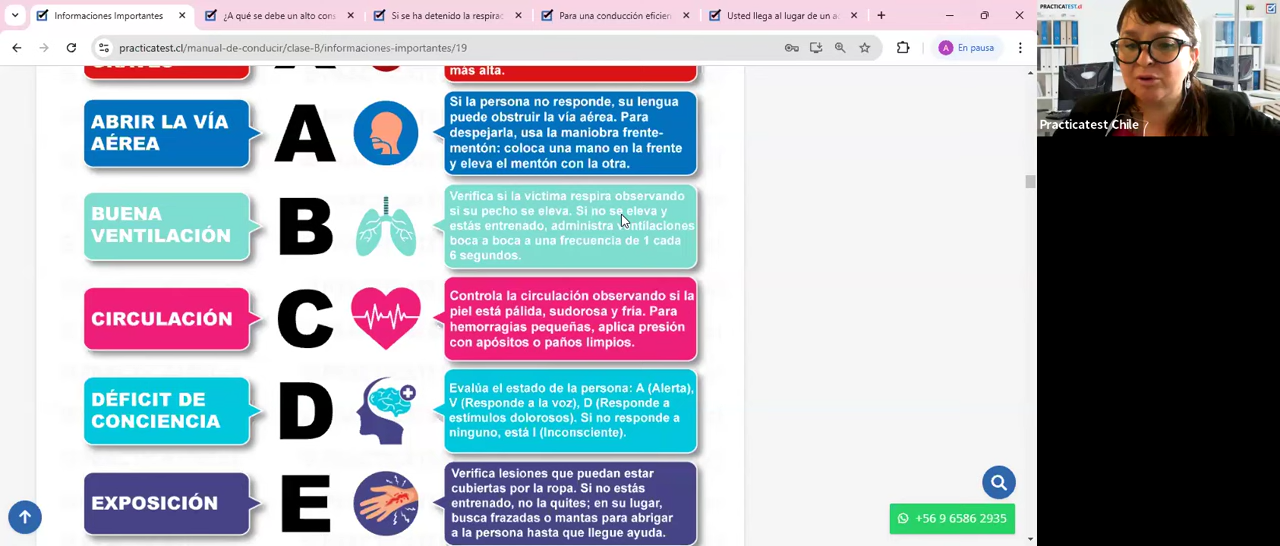 Informaciones Importantes
¿A qué se debe un alto cons
Si se ha detenido la respirac
Para una conducción eficien
Usted llega al lugar de un ac
practicatest.cl/manual-de-conducir/clase-B/informaciones-importantes/19
A
En pausa
PRACTICATEST.cl
Practicatest Chile
más alta.
ABRIR LA VÍA
AÉREA
A
Si la persona no responde, su lengua
puede obstruir la vía aérea. Para
despejarla, usa la maniobra frente-
mentón: coloca una mano en la frente
y eleva el mentón con la otra.
BUENA
VENTILACIÓN
B
Verifica si la víctima respira observando
si su pecho se eleva. Si no se eleva y
estás entrenado, administra ventilaciones
boca a boca a una frecuencia de 1 cada
6 segundos.
CIRCULACIÓN
C
Controla la circulación observando si la
piel está pálida, sudorosa y fría. Para
hemorragias pequeñas, aplica presión
con apósitos o paños limpios.
DÉFICIT DE
CONCIENCIA
D
Evalúa el estado de la persona: A (Alerta),
V (Responde a la voz), D (Responde a
estímulos dolorosos). Si no responde a
ninguno, está I (Inconsciente).
EXPOSICIÓN
E
Verifica lesiones que puedan estar
cubiertas por la ropa. Si no estás
entrenado, no la quites; en su lugar,
busca frazadas o mantas para abrigar
a la persona hasta que llegue ayuda.
+56 9 6586 2935